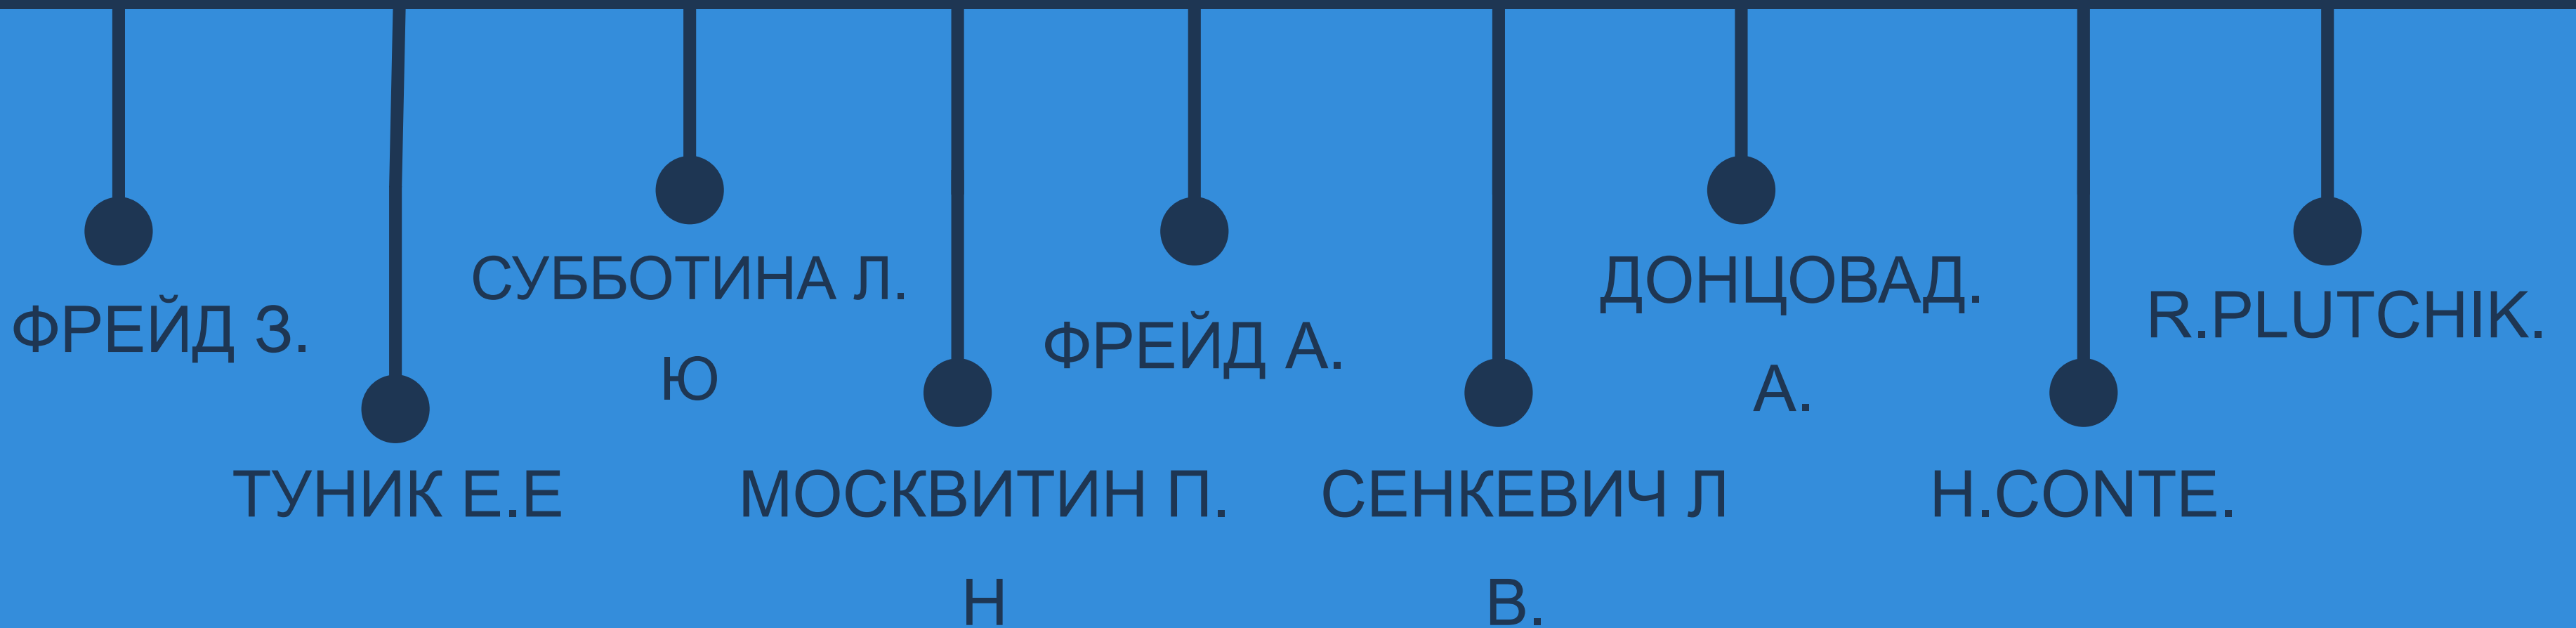 ФРЕЙД З.
ТУНИК Е.Е
СУББОТИНА Л.
Ю
МОСКВИТИН П.
Н
ФРЕЙД А.
СЕНКЕВИЧ Л
В.
ДОНЦОВАД.
А.
H.CONTE.
R.PLUTCHIK.